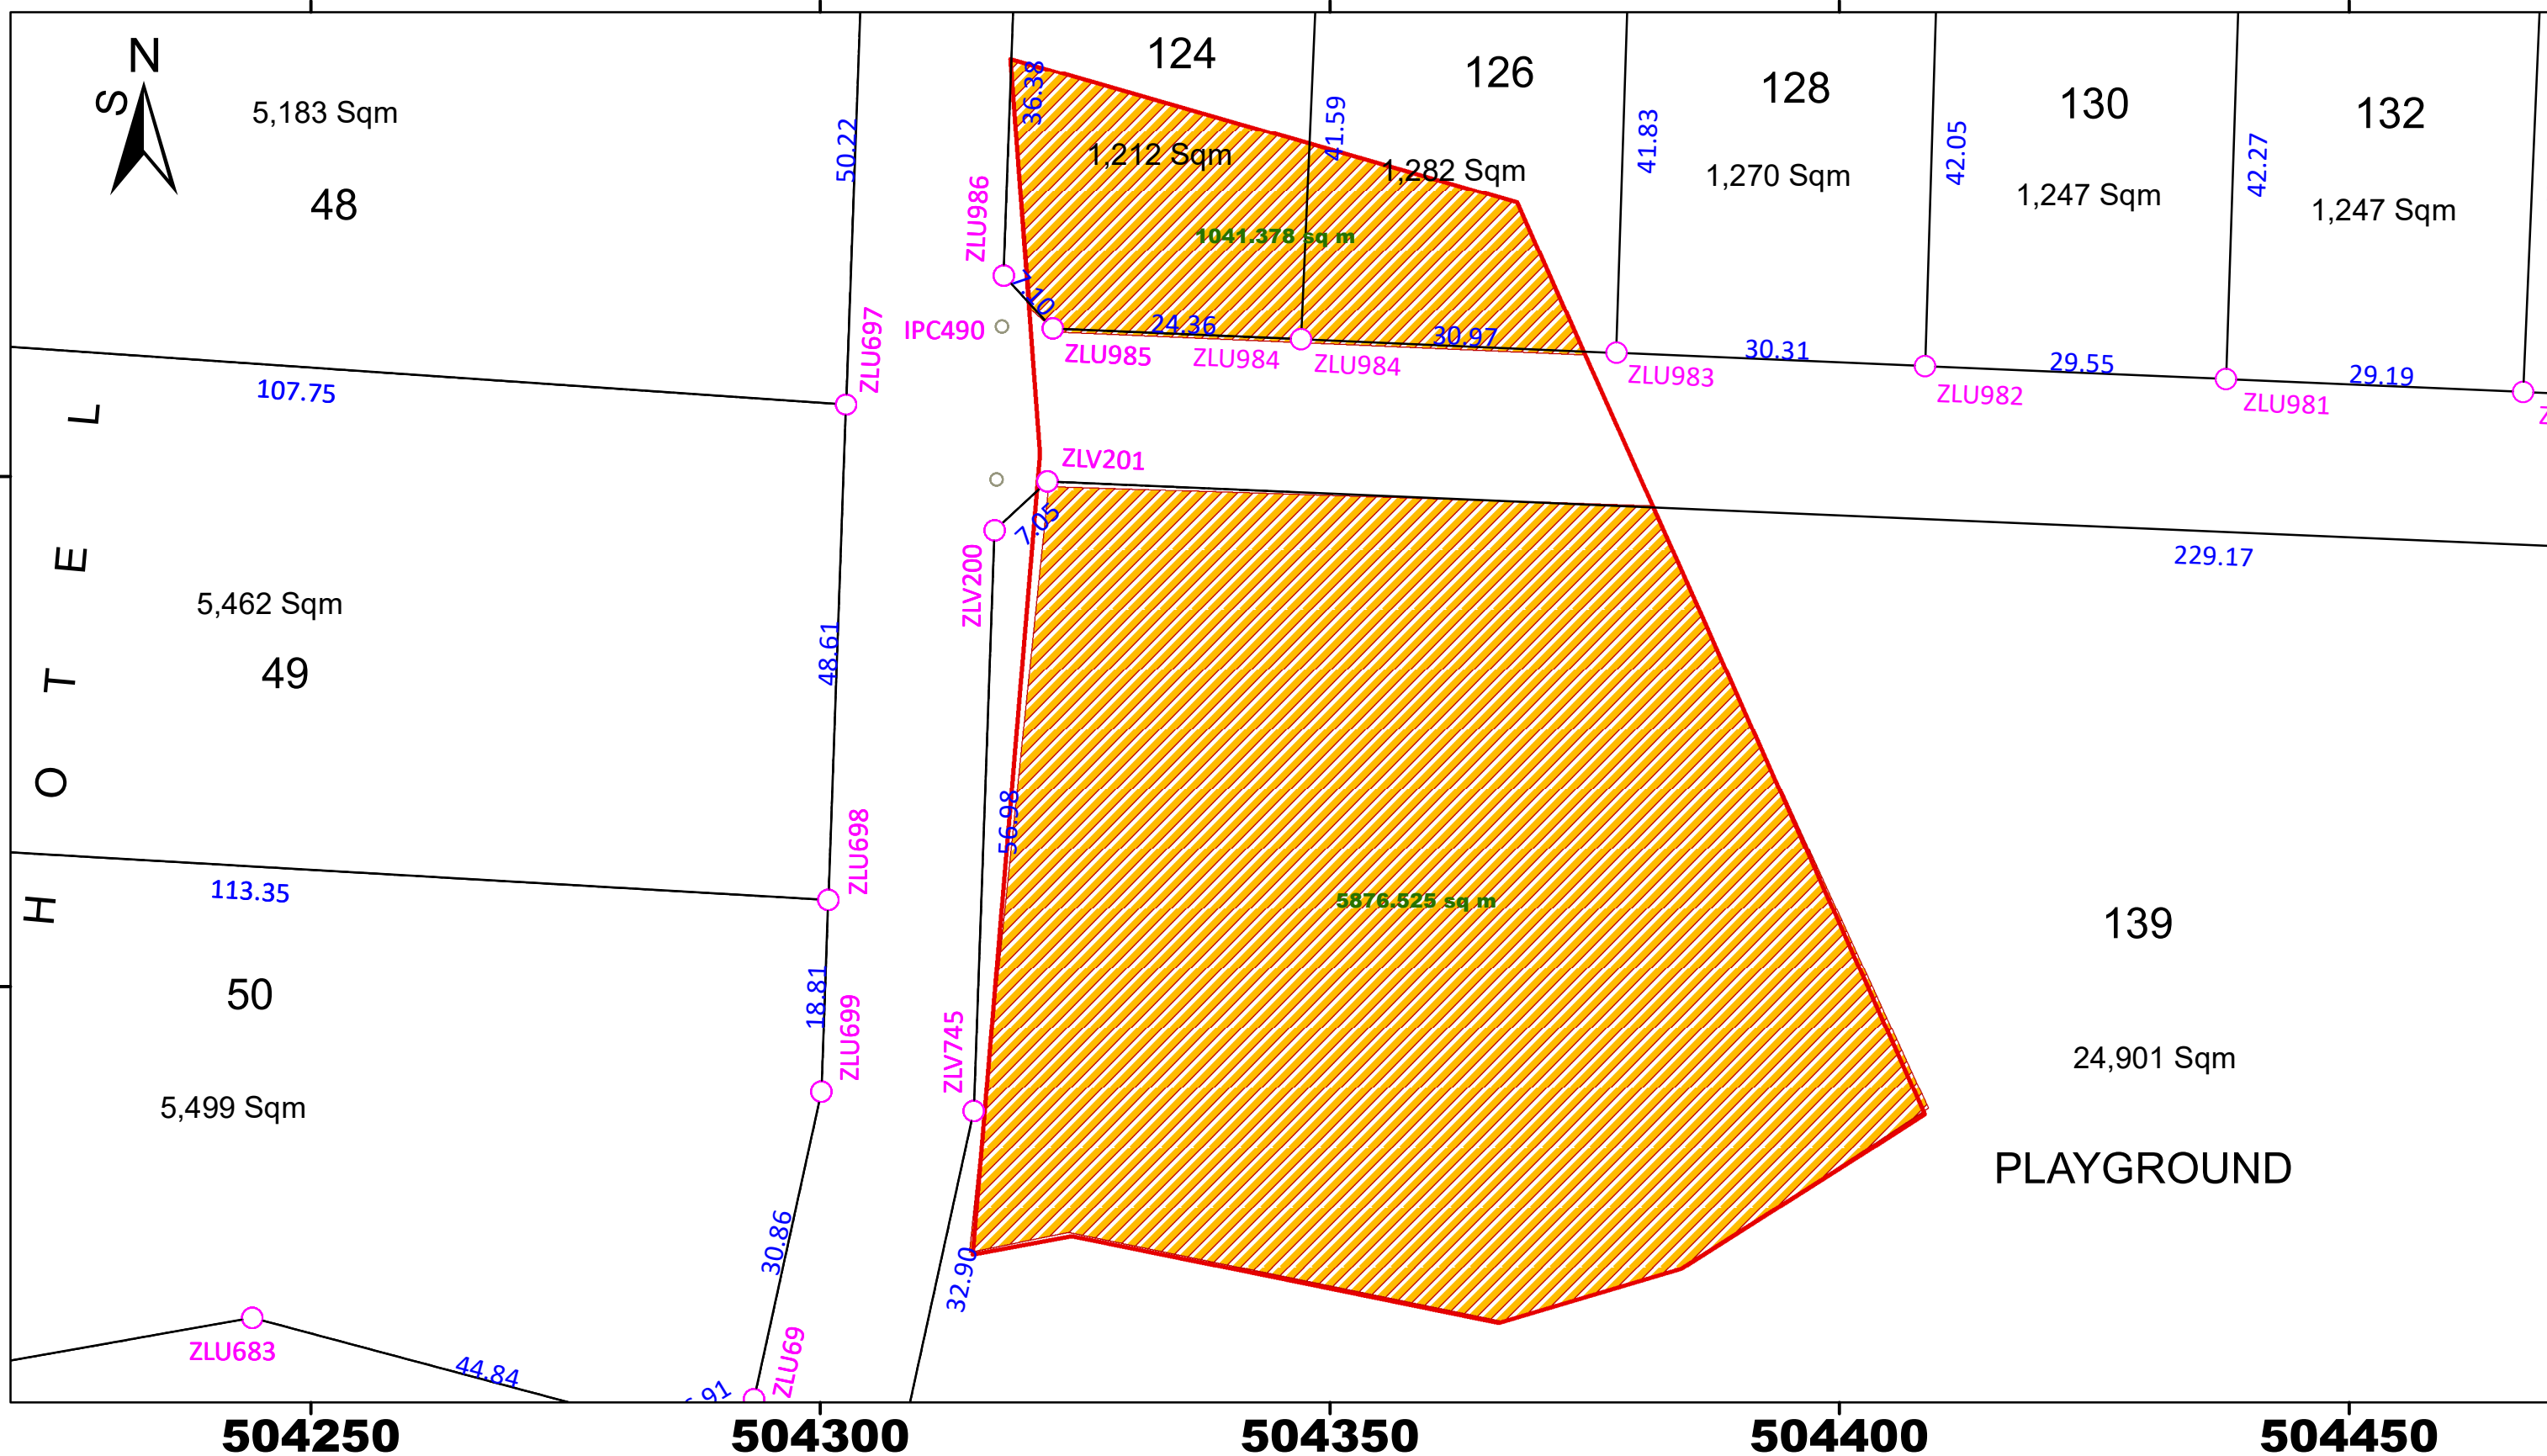 N
S
5,183 Sqm
48
50.22
36.38
124
1,212 Sqm
41.59
126
1,282 Sqm
41.83
128
1,270 Sqm
42.05
130
1,247 Sqm
42.27
132
1,247 Sqm
1041.378 sq m
ZLU986
7.10
IPC490
ZLU985
24.36
ZLU984
ZLU984
30.97
ZLU983
30.31
ZLU982
29.55
ZLU981
29.19
ZLU697
107.75
HOTEL
ZLV201
7.05
ZLV200
229.17
5,462 Sqm
49
48.61
56.98
ZLU698
113.35
5876.525 sq m
139
24,901 Sqm
PLAYGROUND
50
18.81
ZLU699
ZLV745
5,499 Sqm
30.86
32.90
ZLU683
44.84
ZLU69
504250
504300
504350
504400
504450